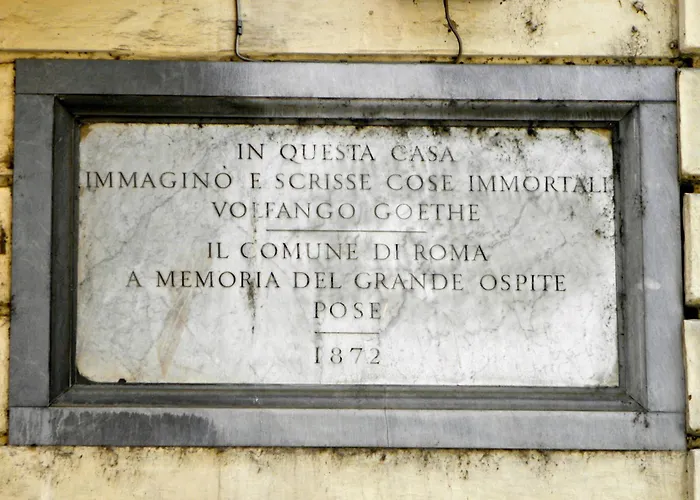 IN QUESTA CASA
IMMAGINÒ E SCRISSE COSE IMMORTALI
VOLFANGO GOETHE
IL COMUNE DI ROMA
A MEMORIA DEL GRANDE OSPITE
POSE
1872